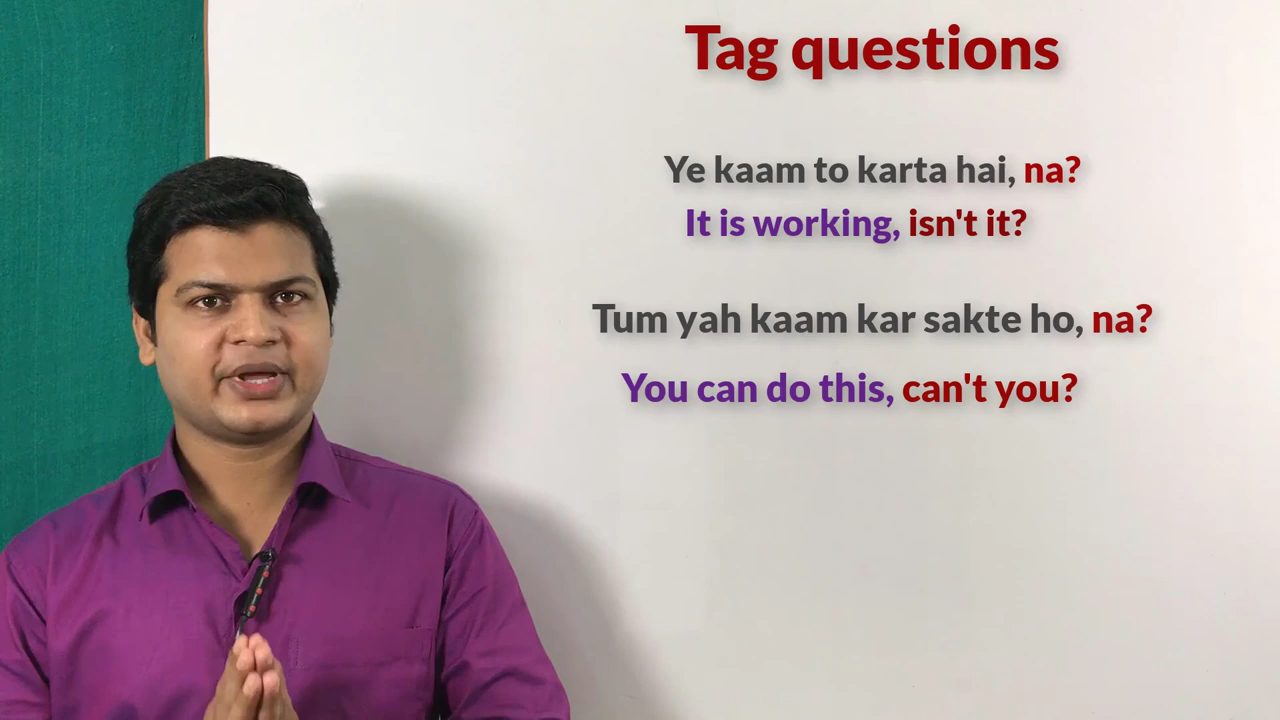 Tag questions
Ye kaam to karta hai, na?
It is working, isn't it?
Tum yah kaam kar sakte ho, na?
You can do this, can't you?